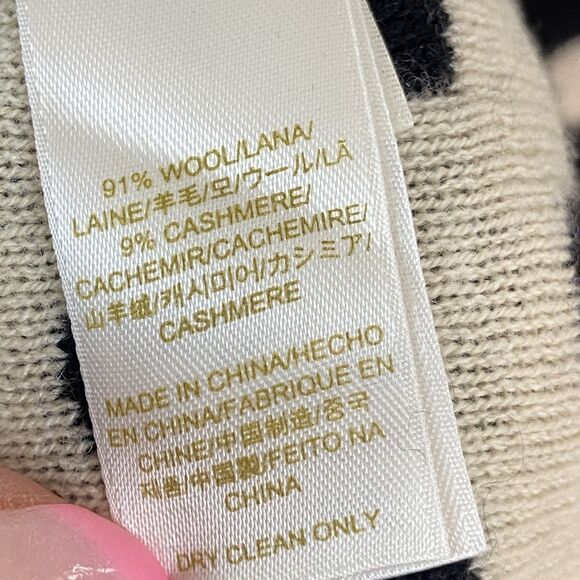 91% WOOL/LANA/
LAINE/羊毛/모/ウール/LÃ
9% CASHMERE/
CACHEMIR/CACHEMIRE/
山羊绒/캐시미어/カシミア/
CASHMERE
MADE IN CHINA/HECHO
EN CHINA/FABRIQUE EN
CHINE/中国制造/중국
제품/中国製/FEITO NA
CHINA
DRY CLEAN ONLY